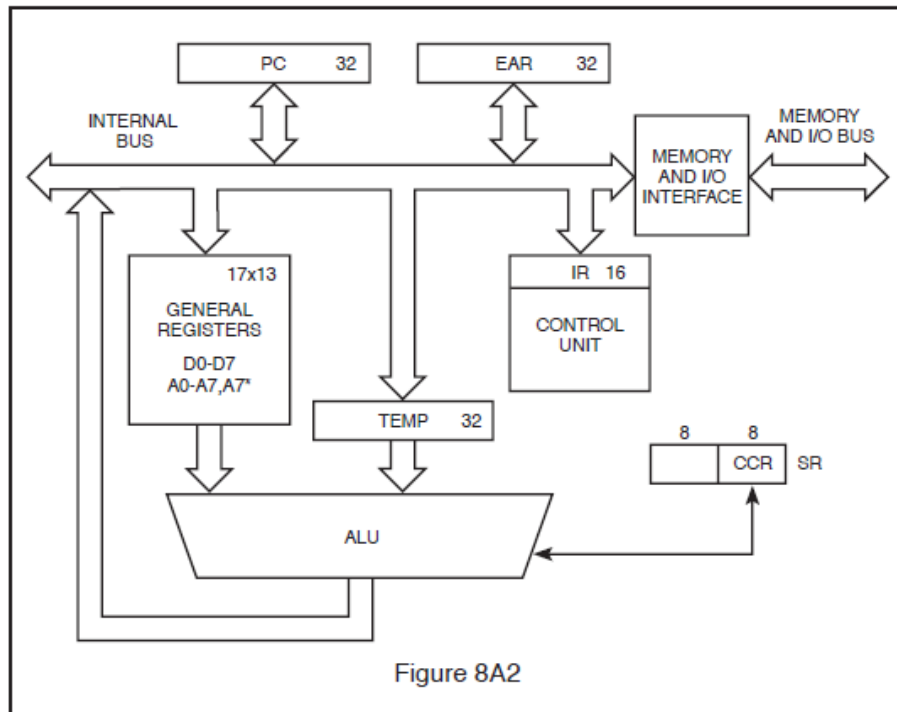 PC 32
EAR 32
INTERNAL
BUS
MEMORY
AND I/O BUS
MEMORY
AND I/O
INTERFACE
17x13
GENERAL
REGISTERS
D0-D7
A0-A7,A7*
IR 16
CONTROL
UNIT
TEMP 32
8 8
CCR SR
ALU
Figure 8A2